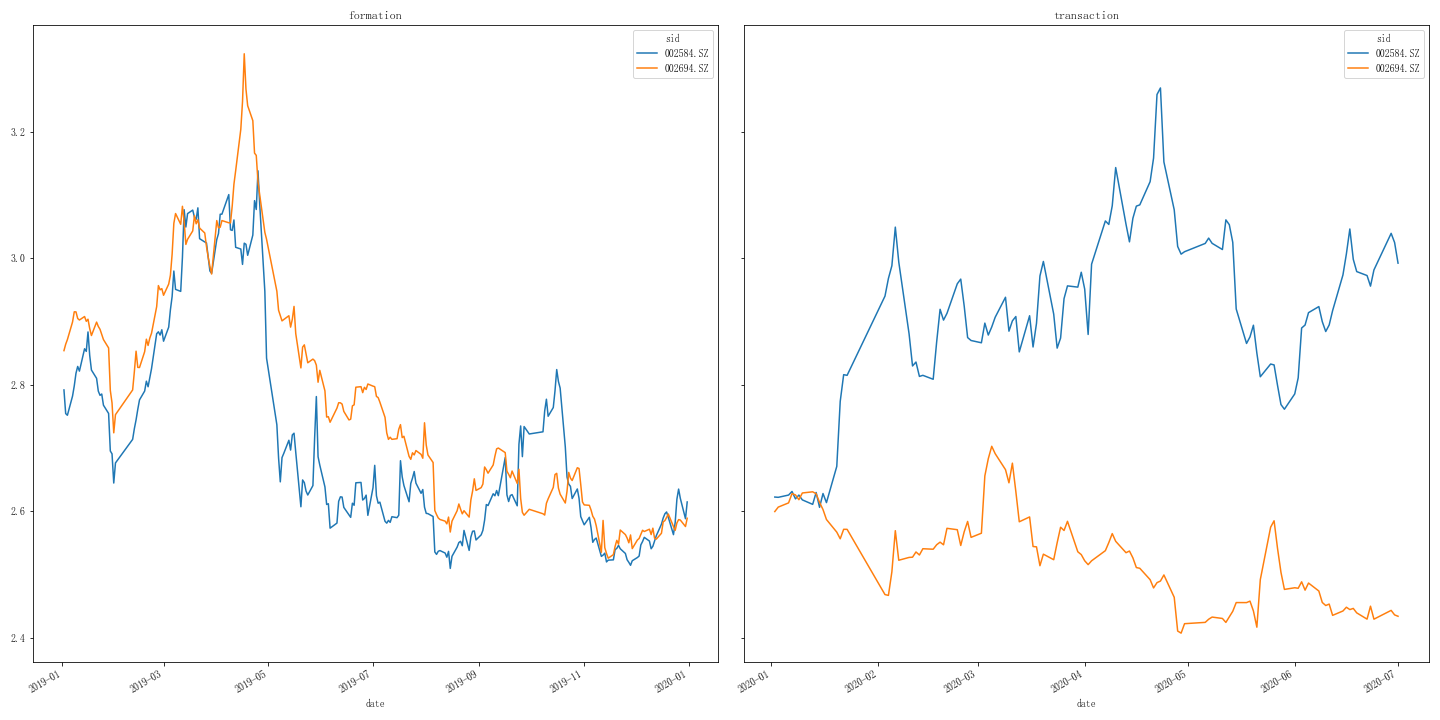 formation
sid
002584.SZ
002694.SZ
3.2
3.0
2.8
2.6
2.4
2019-01
2019-03
2019-05
2019-07
2019-09
2019-11
2020-01
date
transaction
sid
002584.SZ
002694.SZ
2020-01
2020-02
2020-03
2020-04
2020-05
2020-06
2020-07
date